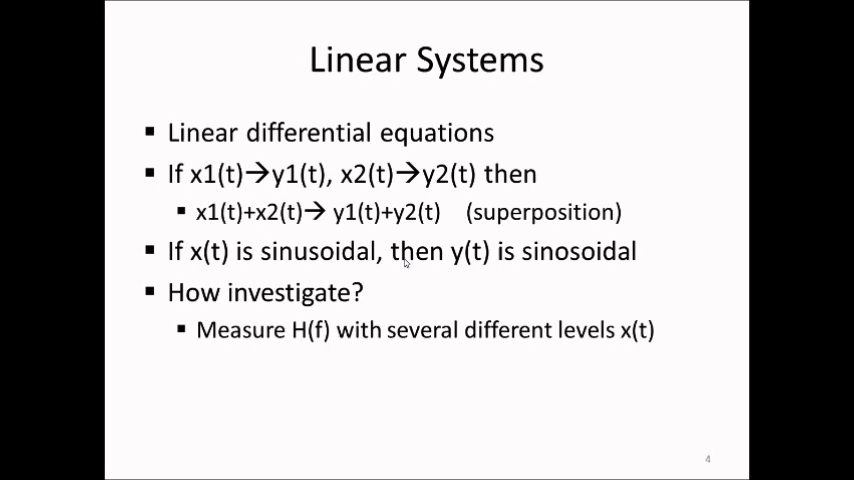 Linear Systems
▪ Linear differential equations
▪ If x1(t)→y1(t), x2(t)→y2(t) then
▪ x1(t)+x2(t)→ y1(t)+y2(t) (superposition)
▪ If x(t) is sinusoidal, then y(t) is sinosoidal
▪ How investigate?
▪ Measure H(f) with several different levels x(t)
4